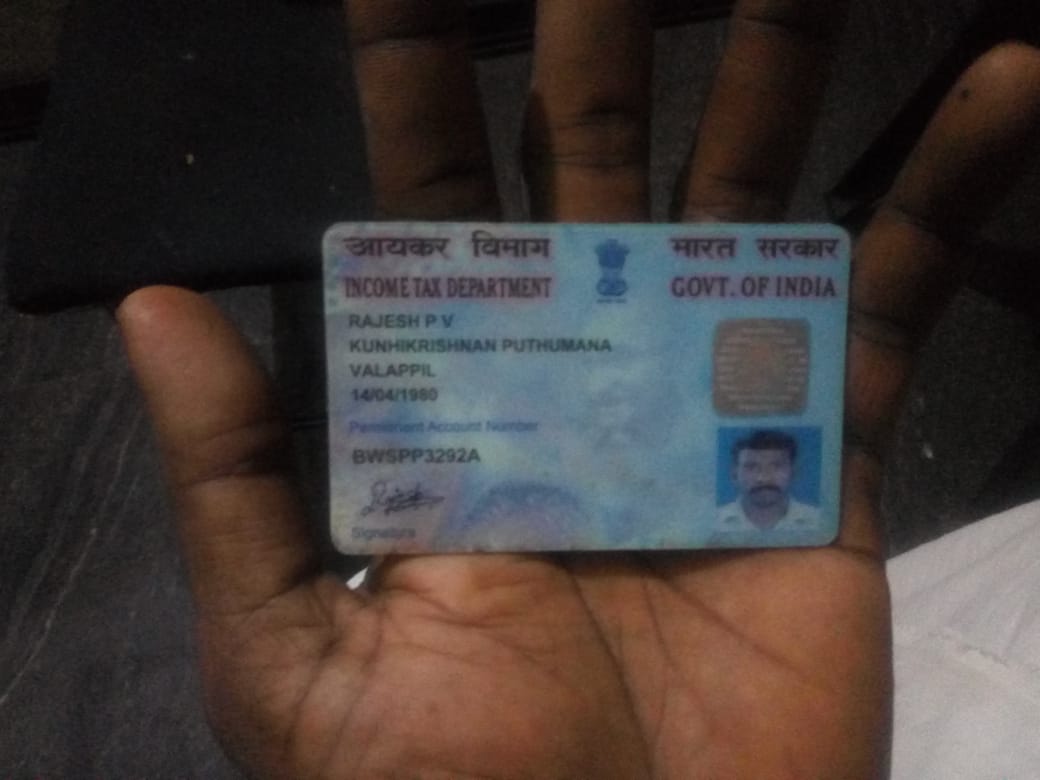 आयकर विभाग
भारत सरकार
INCOME TAX DEPARTMENT
GOVT. OF INDIA
RAJESH P V
KUNHIKRISHNAN PUTHUMANA
VALAPPIL
14/04/1980
Permanent Account Number
BWSPP3292A
Signature